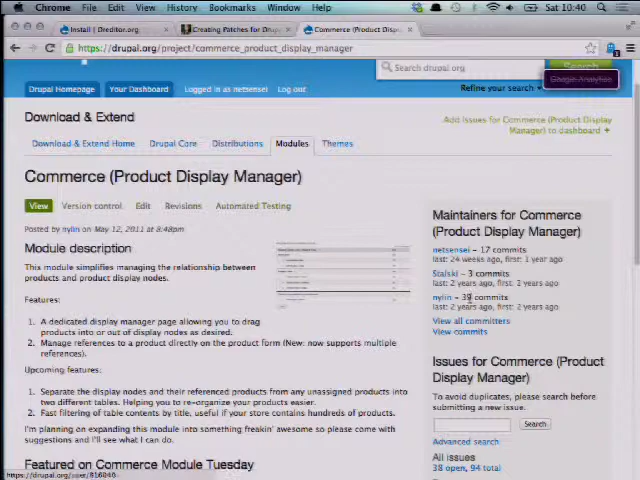 Chrome File Edit View History Bookmarks Window Help Sat 10:40
Install | Dreditor.org Creating Patches for Dru Commerce (Product Disp
https://drupal.org/project/commerce_product_display_manager
Search drupal.org Search
Google Analytics
Drupal Homepage Your Dashboard Logged in as netsensei Log out Refine your search
Download & Extend
Add Issues for Commerce (Product
Display Manager) to dashboard
Download & Extend Home Drupal Core Distributions Modules Themes
Commerce (Product Display Manager)
View Version control Edit Revisions Automated Testing
Posted by nylin on May 12, 2011 at 8:48pm
Module description
This module simplifies managing the relationship between
products and product display nodes.
Features:
1. A dedicated display manager page allowing you to drag
products into or out of display nodes as desired.
2. Manage references to a product directly on the product form (New: now supports multiple
references).
Upcoming features:
1. Separate the display nodes and their referenced products from any unassigned products into
two different tables. Helping to re-organize your products easier.
2. Fast filtering of table contents by title, useful if your store contains hundreds of products.
I'm planning on expanding this module into something freakin' awesome so please come with
suggestions and I'll see what I can do.
Featured on Commerce Module Tuesday
Maintainers for Commerce
(Product Display Manager)
netsensei – 17 commits
last: 24 weeks ago, first: 1 year ago
Stalski – 3 commits
last: 2 years ago, first: 2 years ago
nylin – commits
last: 2 years ago, first: 2 years ago
View all committers
View commits
Issues for Commerce (Product
Display Manager)
To avoid duplicates, please search before
submitting a new issue.
Search
Advanced search
All issues
38 open, 94 total
https://drupal.org/user/816046